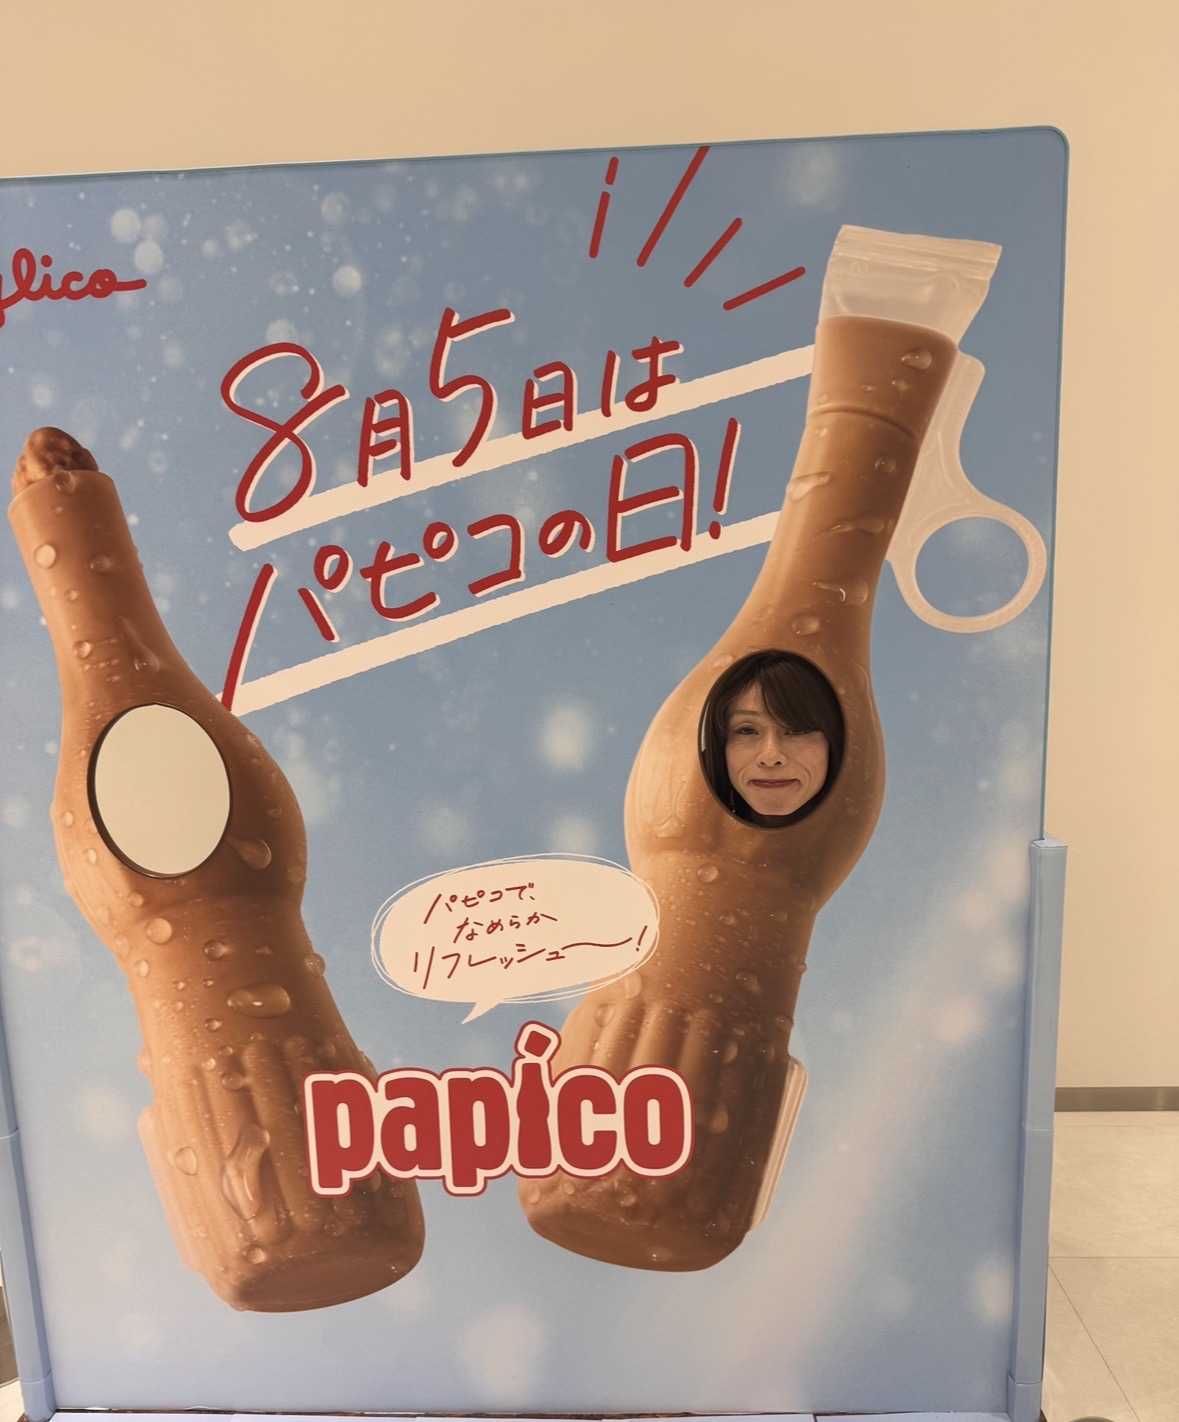 glico
8月5日は
パピコの日!
パピコで、
なめらか
リフレッシュ〜!
papico